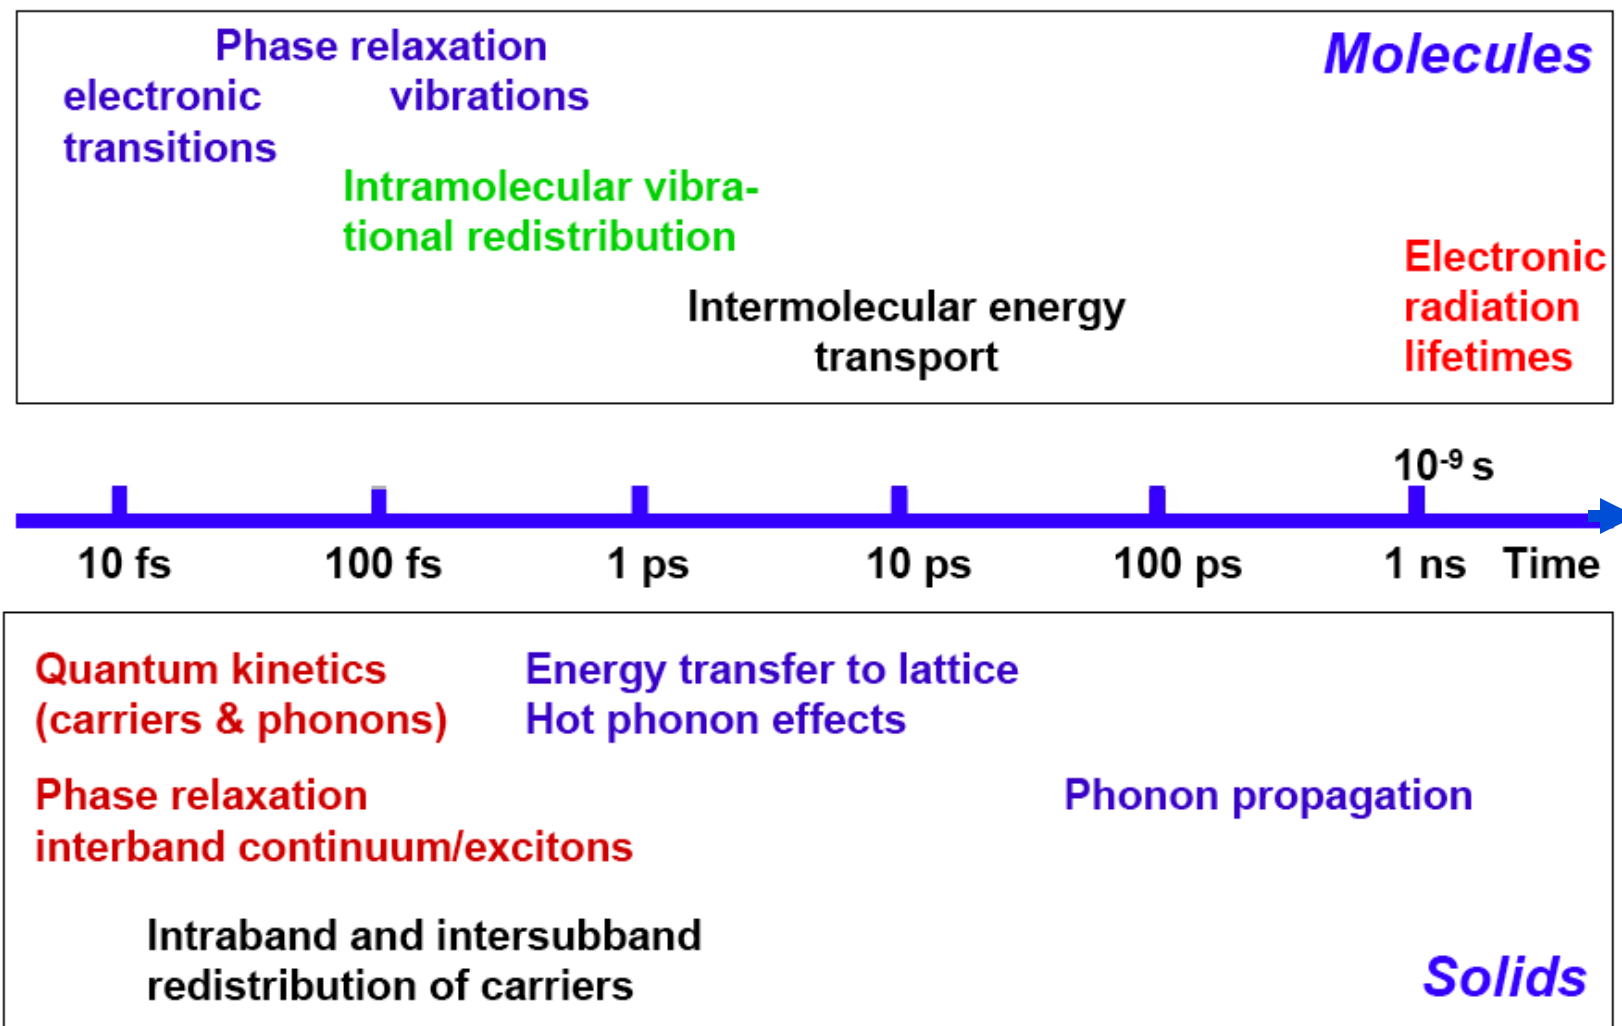 Phase relaxation
Molecules
electronic vibrations
transitions
Intramolecular vibra-
tional redistribution
Electronic
radiation
lifetimes
Intermolecular energy
transport
10-9 s
10 fs 100 fs 1 ps 10 ps 100 ps 1 ns Time
Quantum kinetics
(carriers & phonons)
Energy transfer to lattice
Hot phonon effects
Phase relaxation
interband continuum/excitons
Phonon propagation
Intraband and intersubband
redistribution of carriers
Solids